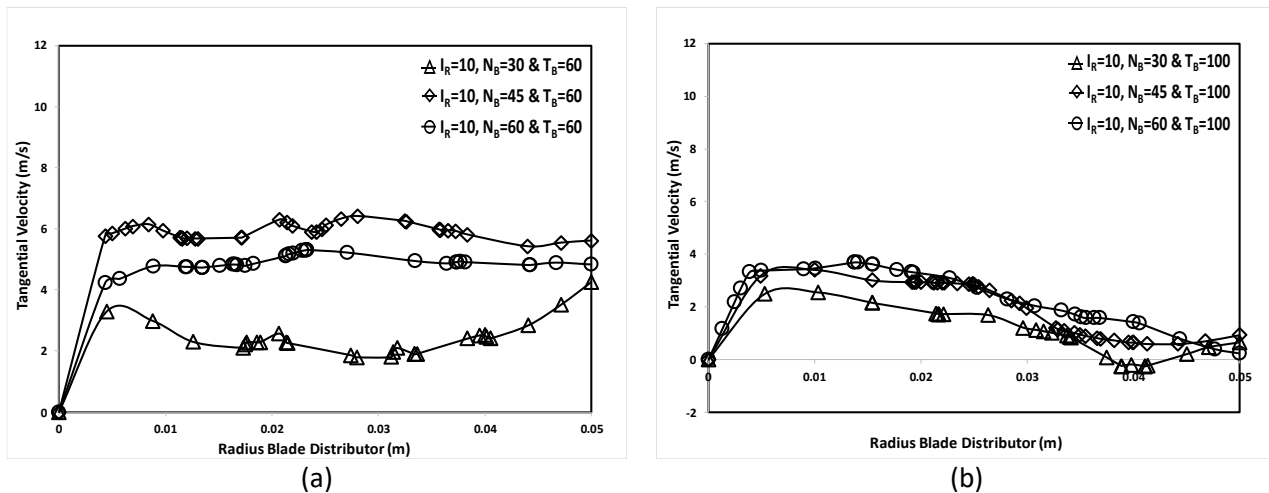 12
10
8
6
4
2
0
Tangential Velocity (m/s)
I_R=10, N_B=30 & T_B=60
I_R=10, N_B=45 & T_B=60
I_R=10, N_B=60 & T_B=60
0 0.01 0.02 0.03 0.04 0.05
Radius Blade Distributor (m)
(a)
12
10
8
6
4
2
0
-2
Tangential Velocity (m/s)
I_R=10, N_B=30 & T_B=100
I_R=10, N_B=45 & T_B=100
I_R=10, N_B=60 & T_B=100
0 0.01 0.02 0.03 0.04 0.05
Radius Blade Distributor (m)
(b)